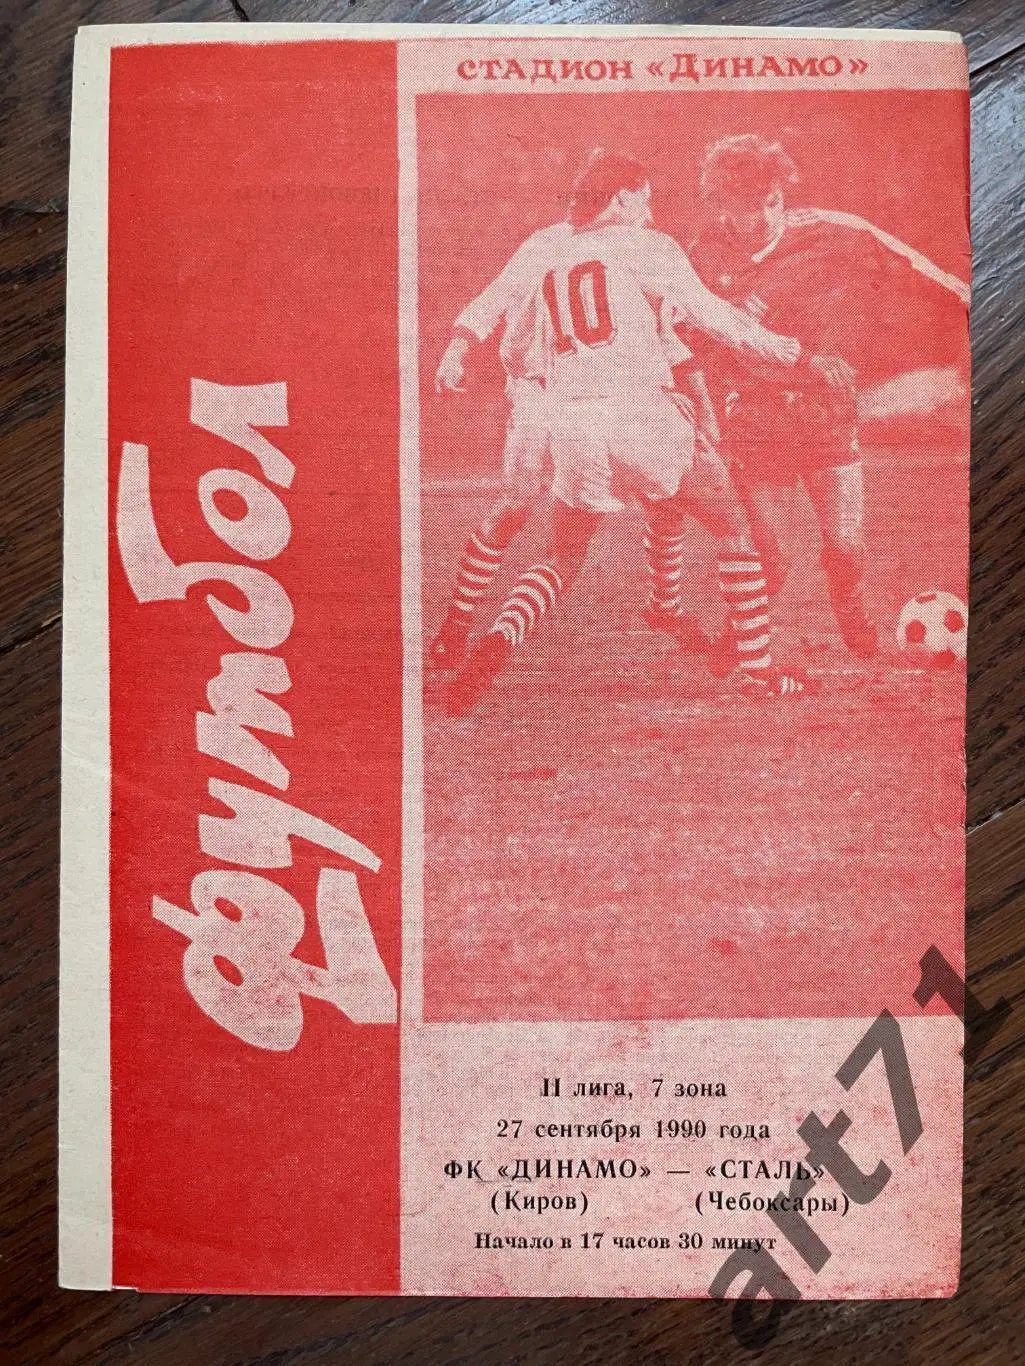 СТАДИОН «ДИНАМО»
10
футбол
II лига, 7 зона
27 сентября 1990 года
ФК «ДИНАМО» — «СТАЛЬ»
(Киров) (Чебоксары)
Начало в 17 часов 30 минут
art71